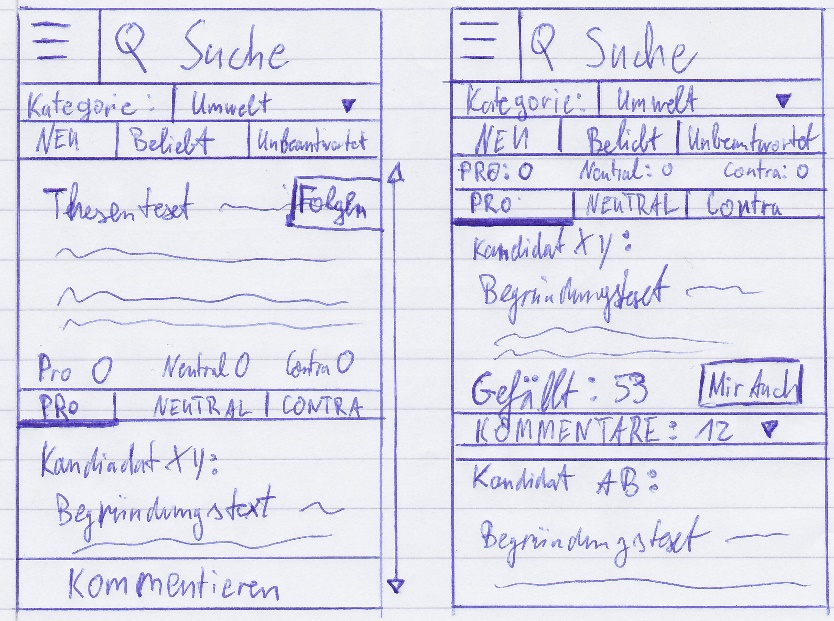 Q Suche
Kategorie: Umwelt
NEU Beliebt Unbeantwortet
Thesentext Folgen
Pro 0 Neutral 0 Contra 0
PRO NEUTRAL CONTRA
Kandiadat XY:
Begründungstext
Kommentieren
Q Suche
Kategorie: Umwelt
NEU Beliebt Unbeantwortet
PRO: 0 Neutral: 0 Contra: 0
PRO NEUTRAL Contra
Kandidat XY:
Begründungstext
Gefällt: 53 Mir Auch
KOMMENTARE: 12
Kandidat AB:
Begründungstext